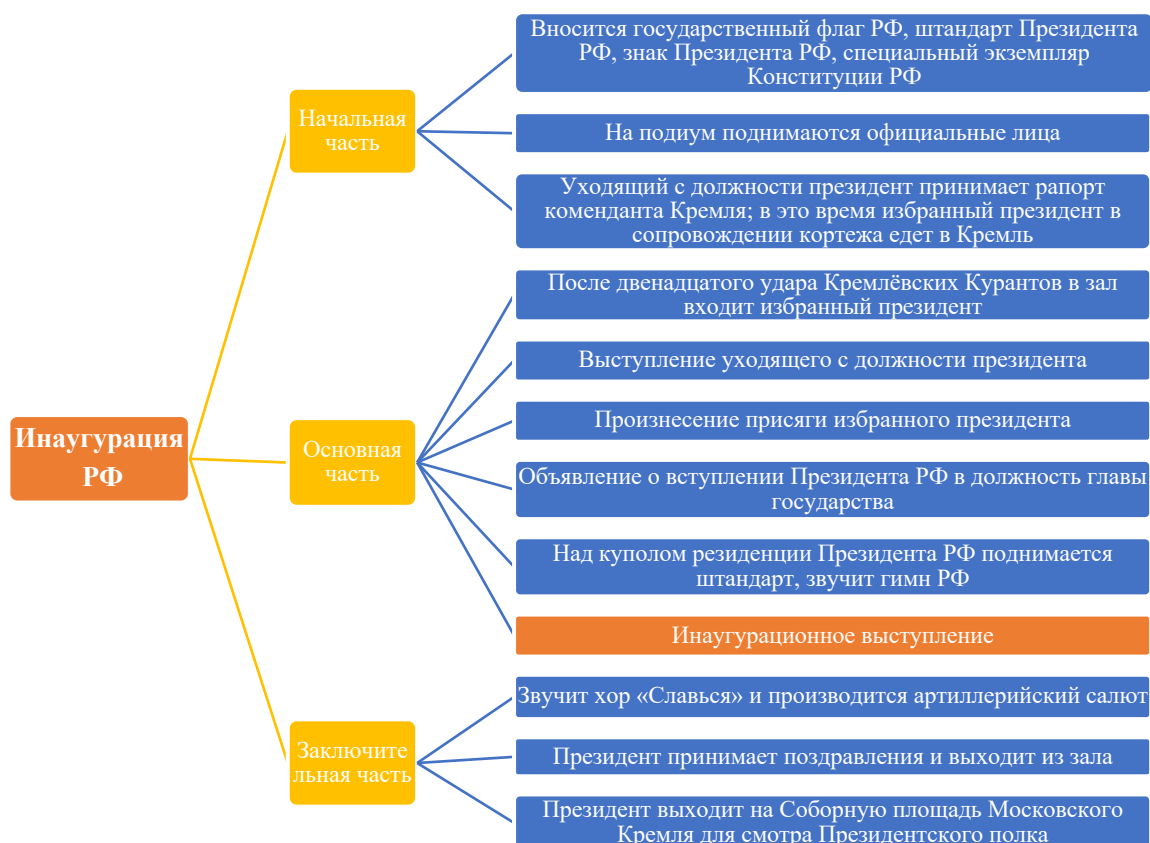 Инаугурация
РФ
Начальная
часть
Вносится государственный флаг РФ, штандарт Президента
РФ, знак Президента РФ, специальный экземпляр
Конституции РФ
На подиум поднимаются официальные лица
Уходящий с должности президент принимает рапорт
коменданта Кремля; в это время избранный президент в
сопровождении кортежа едет в Кремль
Основная
часть
После двенадцатого удара Кремлёвских Курантов в зал
входит избранный президент
Выступление уходящего с должности президента
Произнесение присяги избранного президента
Объявление о вступлении Президента РФ в должность главы
государства
Над куполом резиденции Президента РФ поднимается
штандарт, звучит гимн РФ
Инаугурационное выступление
Заключите
льная часть
Звучит хор «Славься» и производится артиллерийский салют
Президент принимает поздравления и выходит из зала
Президент выходит на Соборную площадь Московского
Кремля для смотра Президентского полка